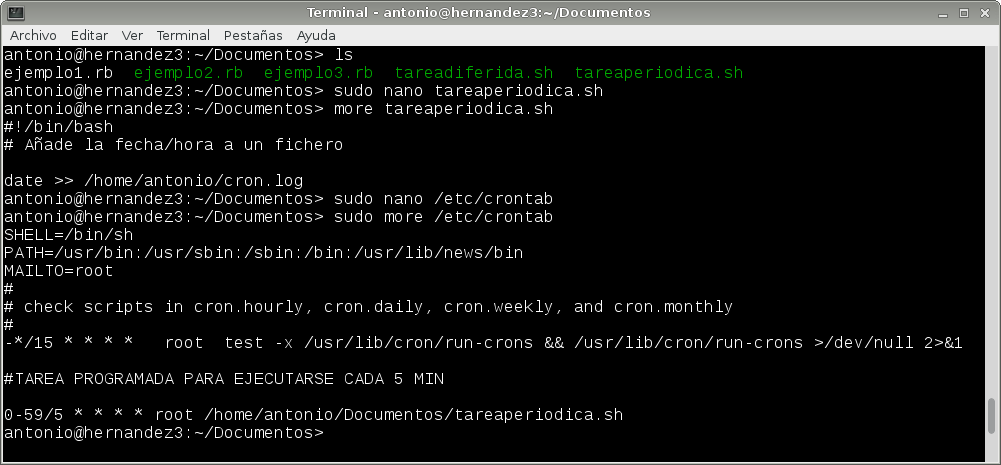 Terminal - antonio@hernandez3:~/Documentos
Archivo Editar Ver Terminal Pestañas Ayuda
antonio@hernandez3:~/Documentos> ls
ejemplo1.rb  ejemplo2.rb  ejemplo3.rb  tareadiferida.sh  tareaperiodica.sh
antonio@hernandez3:~/Documentos> sudo nano tareaperiodica.sh
antonio@hernandez3:~/Documentos> more tareaperiodica.sh
#!/bin/bash
# Añade la fecha/hora a un fichero
date >> /home/antonio/cron.log
antonio@hernandez3:~/Documentos> sudo nano /etc/crontab
antonio@hernandez3:~/Documentos> sudo more /etc/crontab
SHELL=/bin/sh
PATH=/usr/bin:/usr/sbin:/sbin:/bin:/usr/lib/news/bin
MAILTO=root
#
# check scripts in cron.hourly, cron.daily, cron.weekly, and cron.monthly
#
-*/15 * * * *   root  test -x /usr/lib/cron/run-crons && /usr/lib/cron/run-crons >/dev/null 2>&1
#TAREA PROGRAMADA PARA EJECUTARSE CADA 5 MIN
0-59/5 * * * * root /home/antonio/Documentos/tareaperiodica.sh
antonio@hernandez3:~/Documentos>